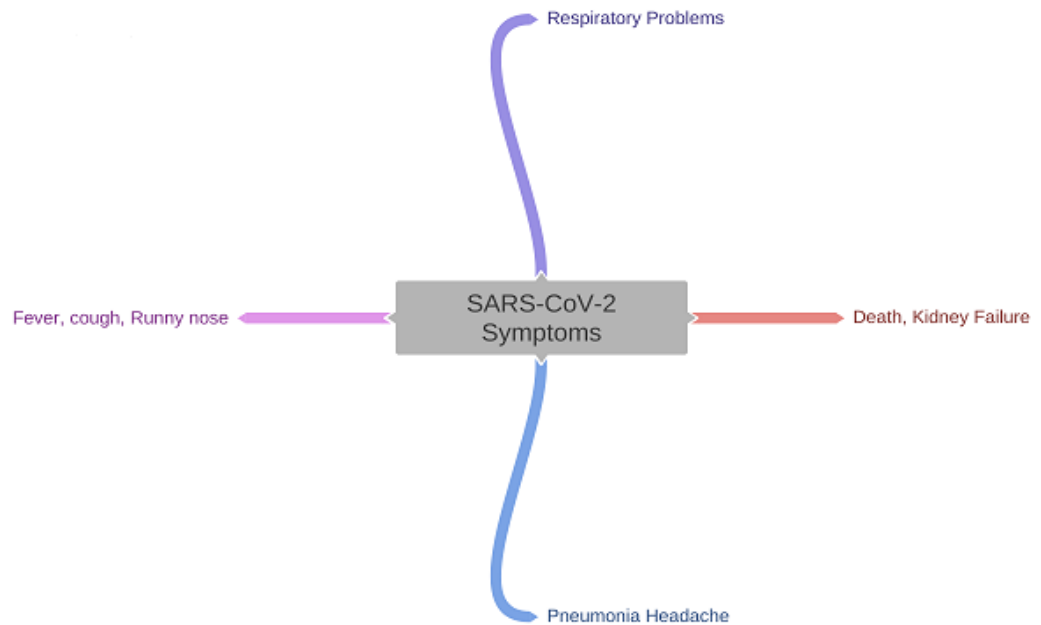 Respiratory Problems
SARS-CoV-2
Symptoms
Fever, cough, Runny nose
Death, Kidney Failure
Pneumonia Headache